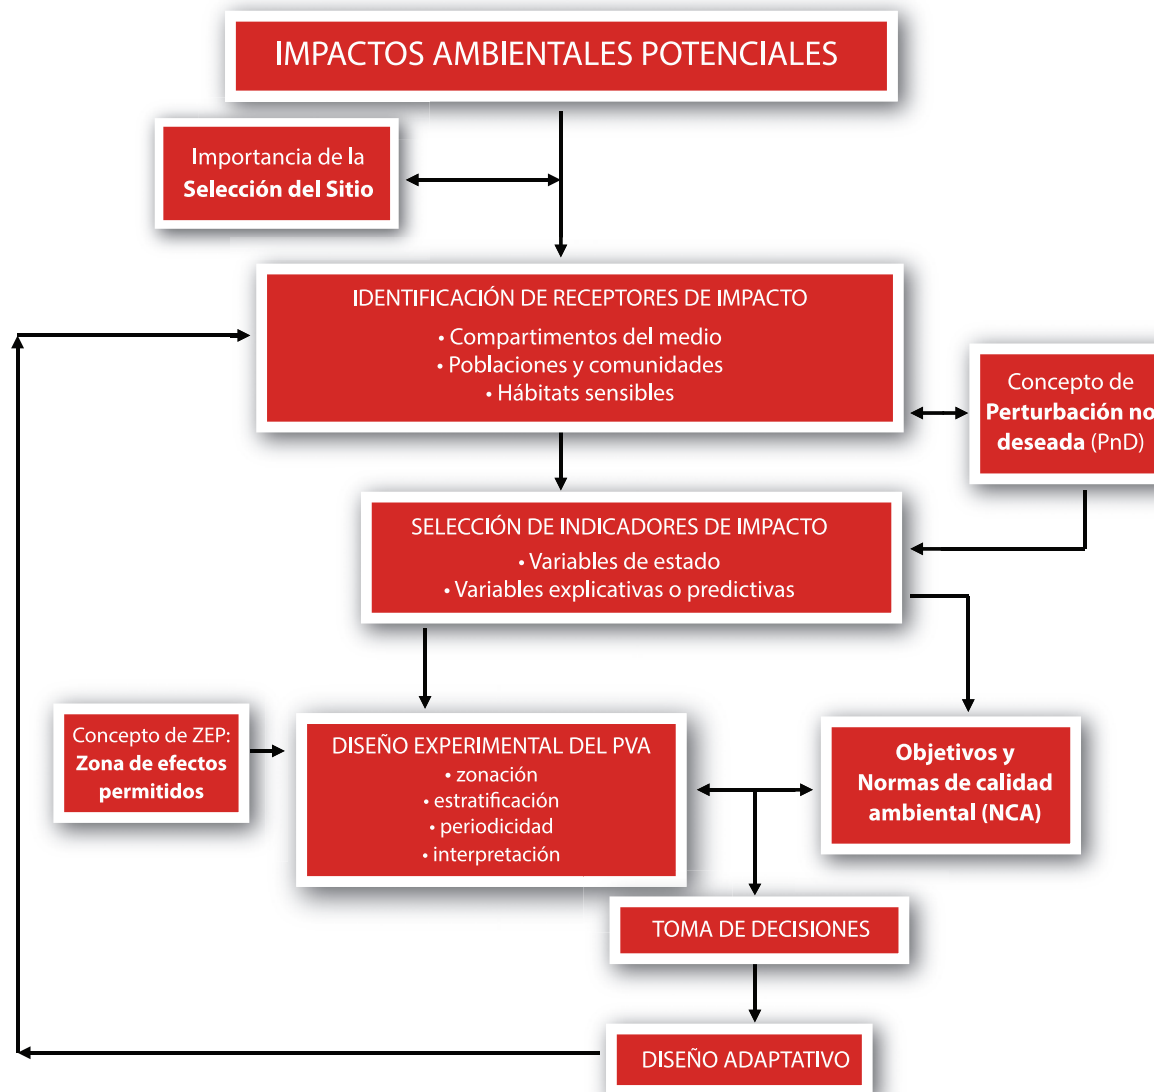 IMPACTOS AMBIENTALES POTENCIALES
Importancia de la
Selección del Sitio
IDENTIFICACIÓN DE RECEPTORES DE IMPACTO
• Compartimentos del medio
• Poblaciones y comunidades
• Hábitats sensibles
Concepto de
Perturbación no
deseada (PnD)
SELECCIÓN DE INDICADORES DE IMPACTO
• Variables de estado
• Variables explicativas o predictivas
Concepto de ZEP:
Zona de efectos
permitidos
DISEÑO EXPERIMENTAL DEL PVA
• zonación
• estratificación
• periodicidad
• interpretación
Objetivos y
Normas de calidad
ambiental (NCA)
TOMA DE DECISIONES
DISEÑO ADAPTATIVO